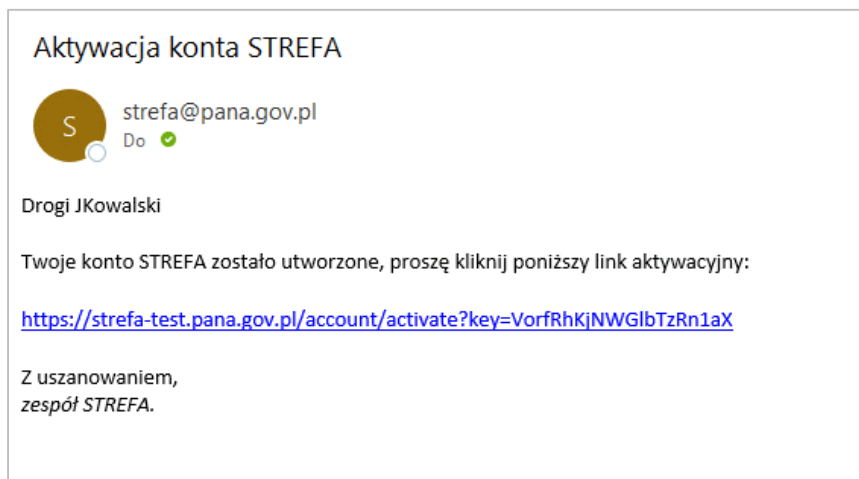 Aktywacja konta STREFA
S
strefa@pana.gov.pl
Do
Drogi JKowalski
Twoje konto STREFA zostało utworzone, proszę kliknij poniższy link aktywacyjny:
https://strefa-test.pana.gov.pl/account/activate?key=VorfRhKjNWGlbTzRn1aX
Z uszanowaniem,
zespół STREFA.